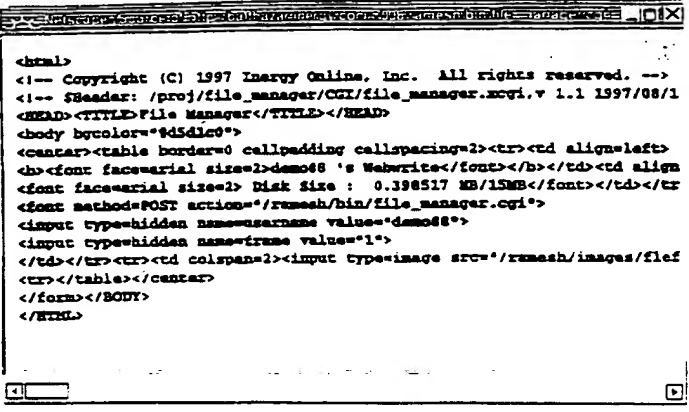 <html>
<!-- Copyright (C) 1997 Inergy Online, Inc. All rights reserved. -->
<!-- $Header: /proj/file_manager/CGI/file_manager.xcgi,v 1.1 1997/08/1
<HEAD><TITLE>File Manager</TITLE></HEAD>
<body bgcolor="#d5d1c0">
<center><table border=0 cellpadding cellspacing=2><tr><td align=left>
<b><font face=arial size=2>demo68 's Webwrite</font></b></td><td align
<font face=arial size=2> Disk Size : 0.398517 MB/15MB</font></td></tr
<form method=POST action="/ramesh/bin/file_manager.cgi">
<input type=hidden name=username value="demo68">
<input type=hidden name=frame value="1">
</td></tr><tr><td colspan=2><input type=image src="/ramesh/images/flef
<tr></table></center>
</form></BODY>
</HTML>